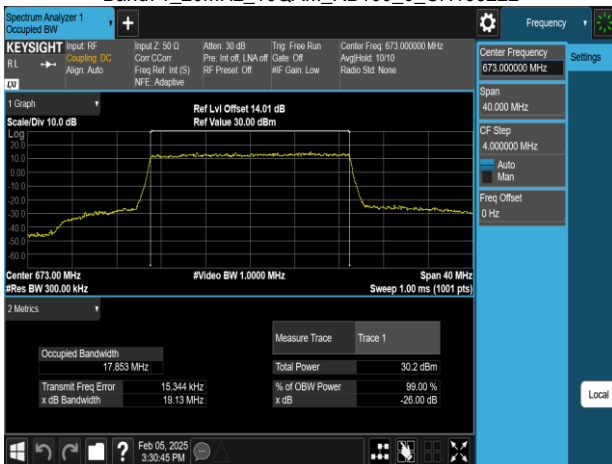 Spectrum Analyzer 1
Occupied BW
+
Frequency
KEYSIGHT
RL
Input: RF
Coupling: DC
Align: Auto
Input Z: 50 Ω
Corr CCorr
Freq Ref: Int (S)
NFE: Adaptive
Atten: 30 dB
Pre: Int off, LNA off
RF Presel: Off
Trig: Free Run
Gate: Off
#IF Gain: Low
Center Freq: 673.000000 MHz
Avg|Hold: 10/10
Radio Std: None
LXI
Center Frequency
673.000000 MHz
Settings
Span
40.000 MHz
CF Step
4.000000 MHz
Auto
Man
Freq Offset
0 Hz
Local
1 Graph
Scale/Div 10.0 dB
Ref Lvl Offset 14.01 dB
Ref Value 30.00 dBm
Log
20.0
10.0
0.00
-10.0
-20.0
-30.0
-40.0
-50.0
-60.0
Center 673.00 MHz
#Video BW 1.0000 MHz
Span 40 MHz
#Res BW 300.00 kHz
Sweep 1.00 ms (1001 pts)
2 Metrics
Measure Trace Trace 1
Occupied Bandwidth
17.853 MHz
Total Power 30.2 dBm
Transmit Freq Error 15.344 kHz
% of OBW Power 99.00 %
x dB Bandwidth 19.13 MHz
x dB -26.00 dB
?
Feb 05, 2025
3:30:45 PM